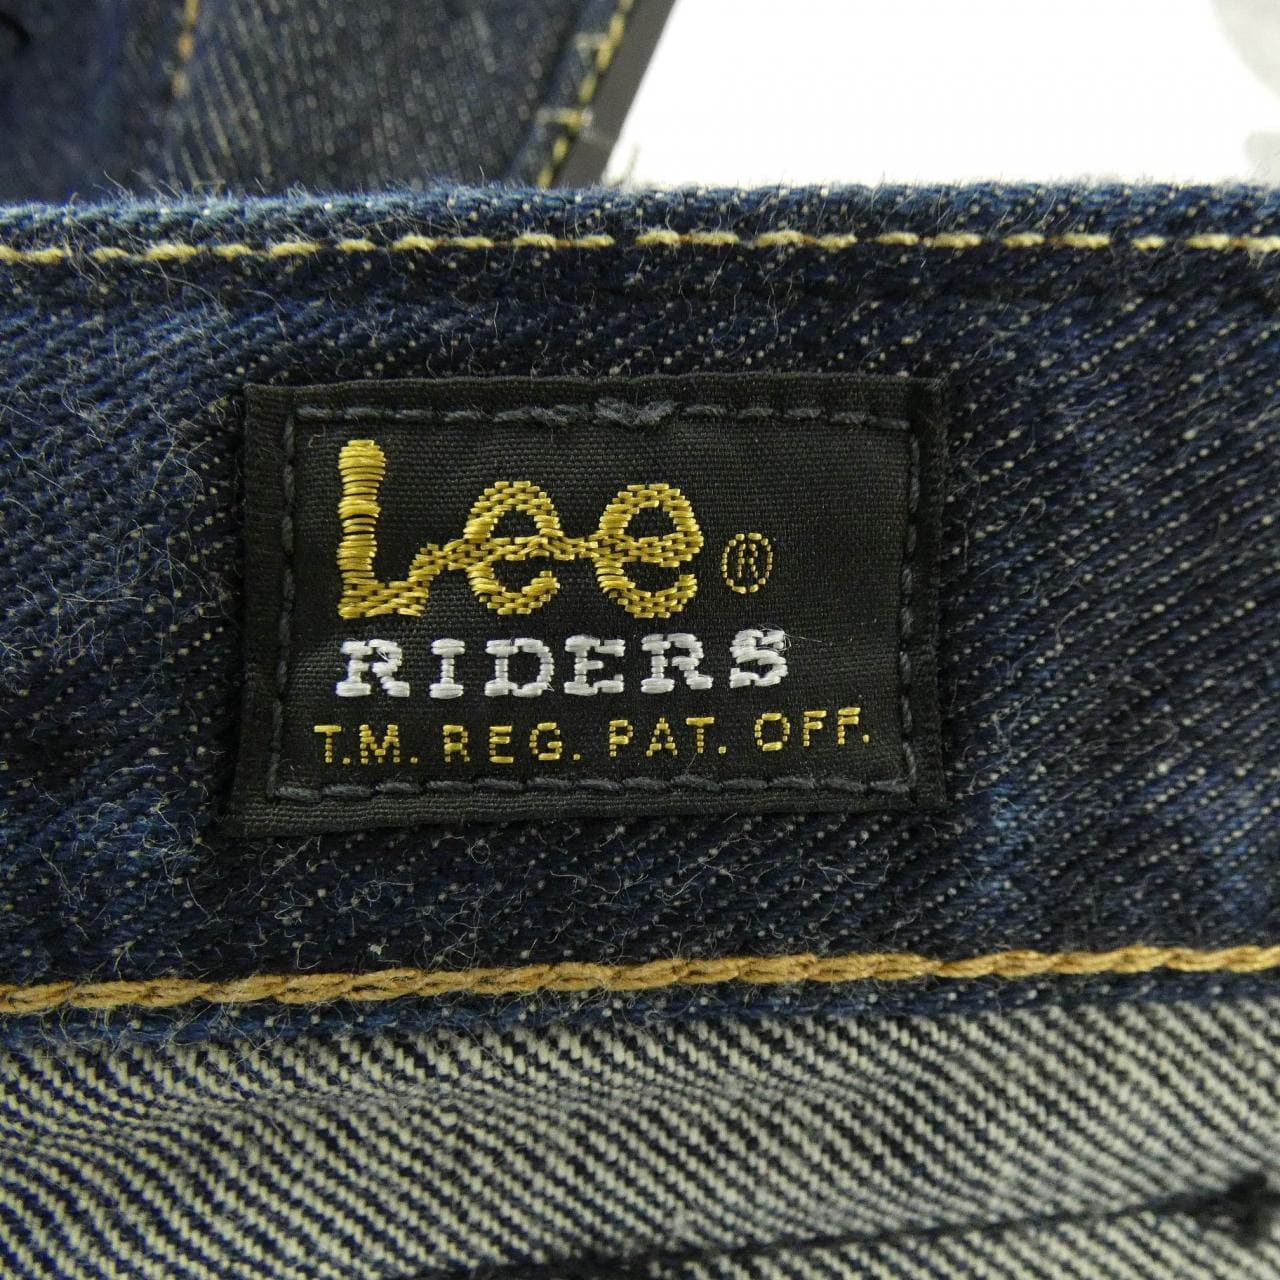 Lee®
RIDERS
T.M. REG. PAT. OFF.